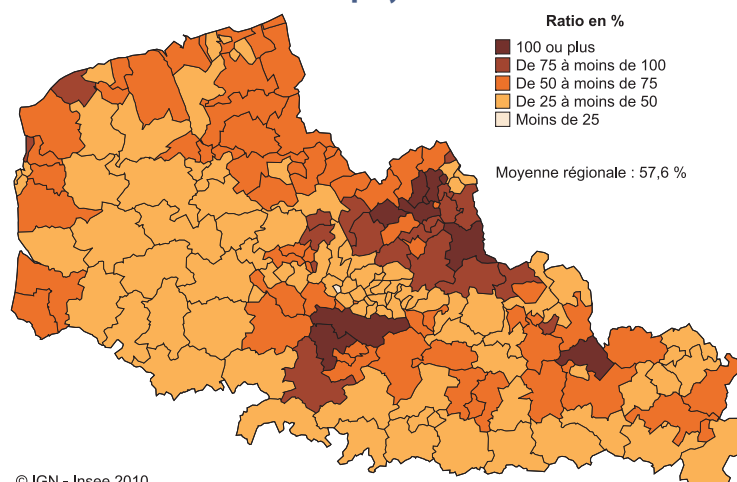 Ratio en %
100 ou plus
De 75 à moins de 100
De 50 à moins de 75
De 25 à moins de 50
Moins de 25
Moyenne régionale : 57,6 %
© IGN - Insee 2010